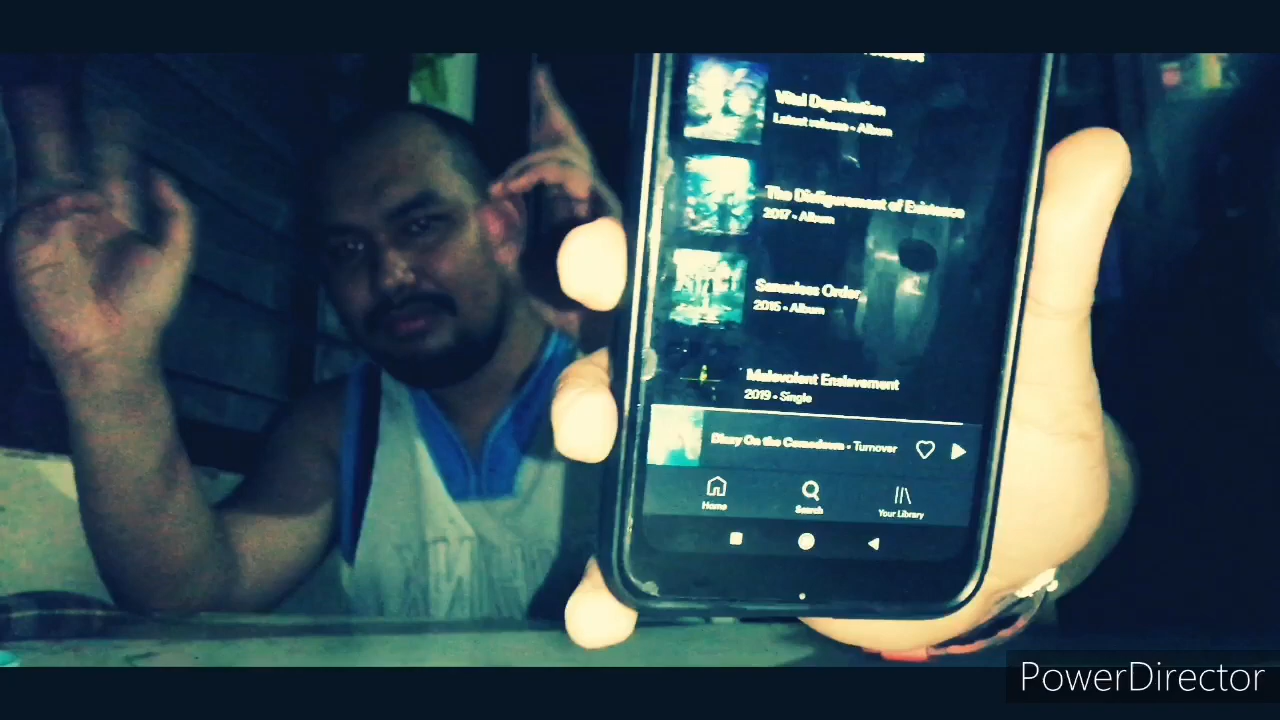 Vital Deprivation
Latest release • Album
The Disfigurement of Existence
2017 • Album
Senseless Order
2015 • Album
Malevolent Enslavement
2019 • Single
Dizzy On the Comedown • Turnover
Home
Search
Your Library
PowerDirector